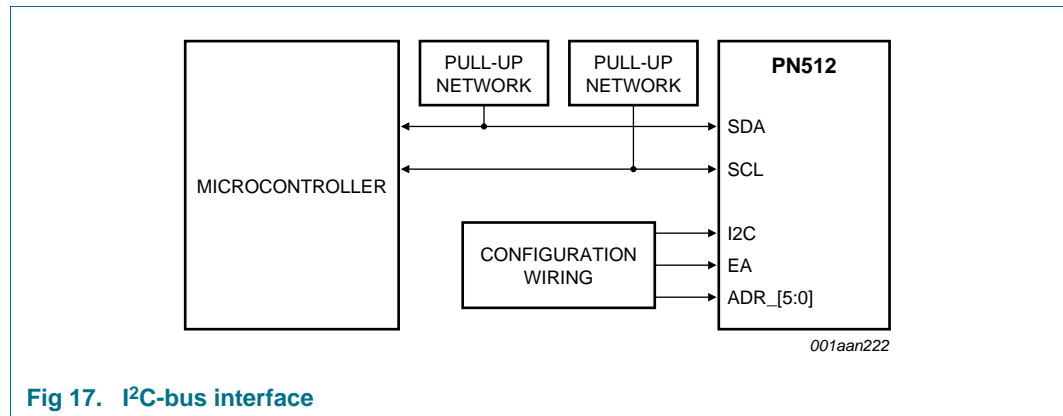 PULL-UP
NETWORK
PULL-UP
NETWORK
PN512
SDA
SCL
MICROCONTROLLER
I2C
CONFIGURATION
WIRING
EA
ADR_[5:0]
001aan222
Fig 17. I²C-bus interface